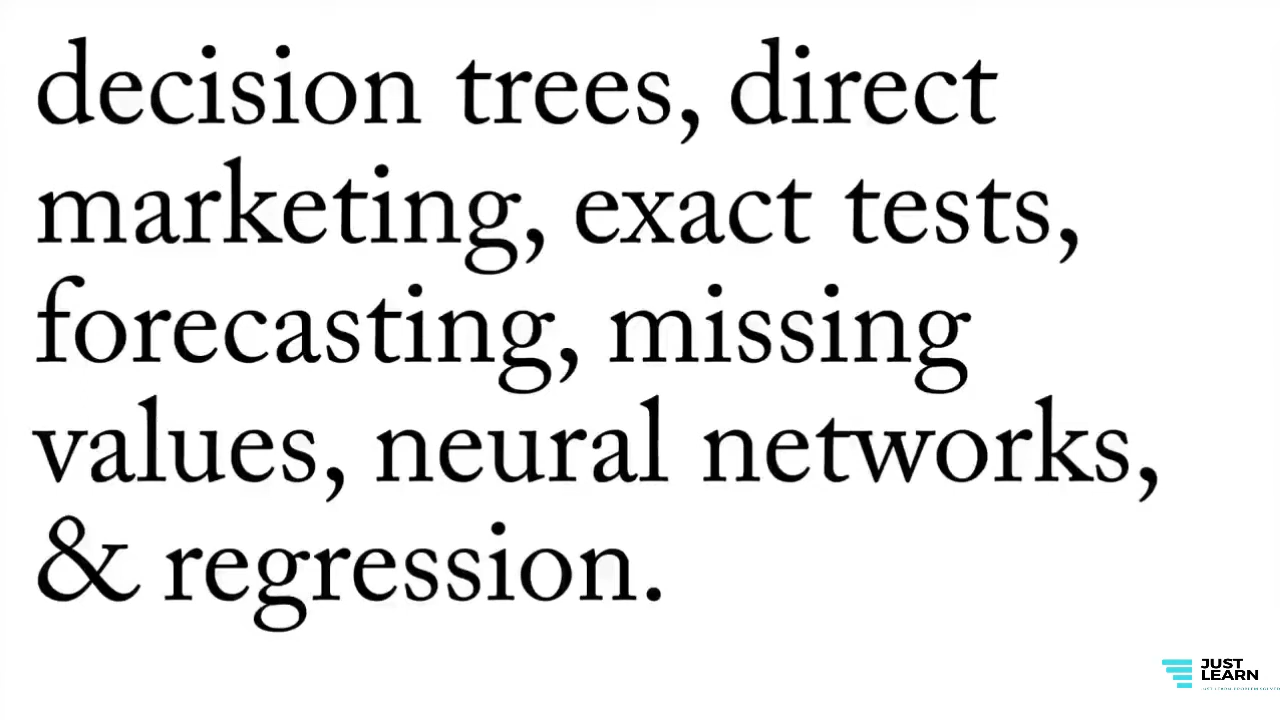 decision trees, direct
marketing, exact tests,
forecasting, missing
values, neural networks,
& regression.
JUST
LEARN